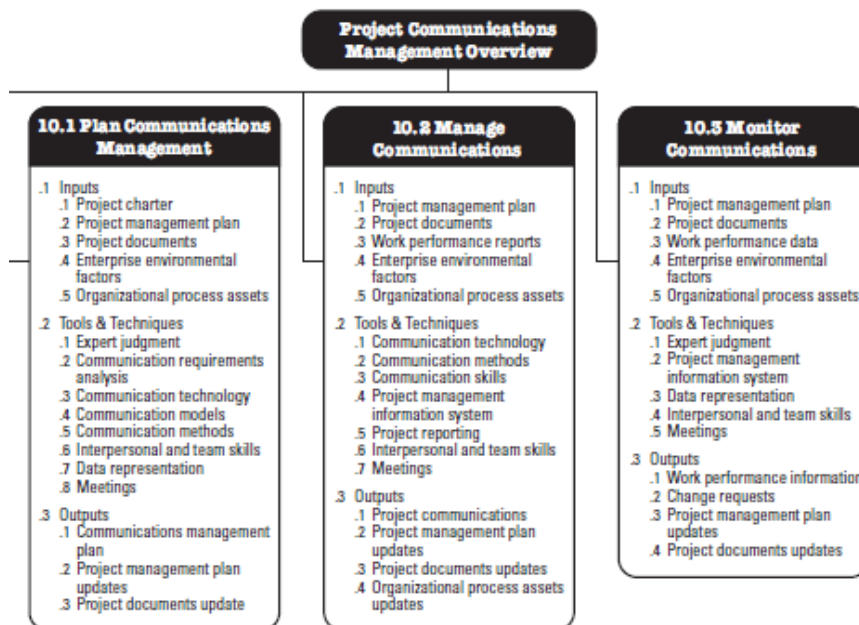 Project Communications
Management Overview
10.1 Plan Communications
Management
.1 Inputs
.1 Project charter
.2 Project management plan
.3 Project documents
.4 Enterprise environmental
factors
.5 Organizational process assets
.2 Tools & Techniques
.1 Expert judgment
.2 Communication requirements
analysis
.3 Communication technology
.4 Communication models
.5 Communication methods
.6 Interpersonal and team skills
.7 Data representation
.8 Meetings
.3 Outputs
.1 Communications management
plan
.2 Project management plan
updates
.3 Project documents update
10.2 Manage
Communications
.1 Inputs
.1 Project management plan
.2 Project documents
.3 Work performance reports
.4 Enterprise environmental
factors
.5 Organizational process assets
.2 Tools & Techniques
.1 Communication technology
.2 Communication methods
.3 Communication skills
.4 Project management
information system
.5 Project reporting
.6 Interpersonal and team skills
.7 Meetings
.3 Outputs
.1 Project communications
.2 Project management plan
updates
.3 Project documents updates
.4 Organizational process assets
updates
10.3 Monitor
Communications
.1 Inputs
.1 Project management plan
.2 Project documents
.3 Work performance data
.4 Enterprise environmental
factors
.5 Organizational process assets
.2 Tools & Techniques
.1 Expert judgment
.2 Project management
information system
.3 Data representation
.4 Interpersonal and team skills
.5 Meetings
.3 Outputs
.1 Work performance information
.2 Change requests
.3 Project management plan
updates
.4 Project documents updates